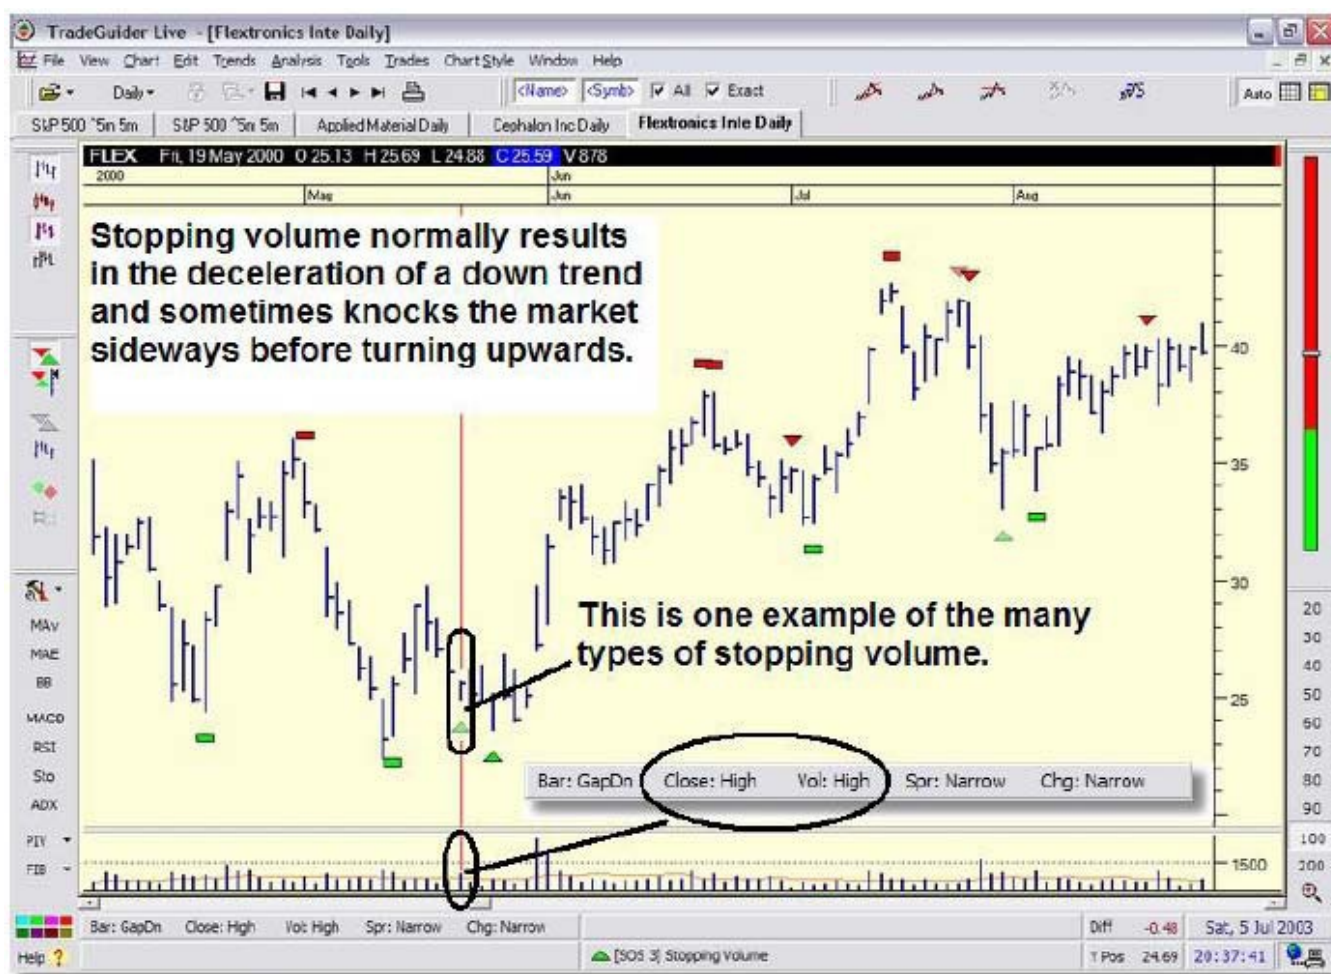 TradeGuider Live - [Flextronics Inte Daily]
File View Chart Edit Trends Analysis Tools Trades Chart Style Window Help
Daily <Name> <Symb> All Exact Auto
S&P 500 ^5m 5m S&P 500 ^5m 5m Applied Material Daily Cephalon Inc Daily Flextronics Inte Daily
FLEX Fri, 19 May 2000 O 25.13 H 25.69 L 24.88 C 25.59 V 878
2000 Jun
May Jun Jul Aug
Stopping volume normally results
in the deceleration of a down trend
and sometimes knocks the market
sideways before turning upwards.
40
35
30
This is one example of the many
types of stopping volume.
25
Bar: GapDn Close: High Vol: High Spr: Narrow Chg: Narrow
1500
MAv
MAE
BB
MACD
RSI
Sto
ADX
PIV
FIB
20
30
40
50
60
70
80
90
100
200
Bar: GapDn Close: High Vol: High Spr: Narrow Chg: Narrow Diff -0.48 Sat, 5 Jul 2003
Help ? [SOS 3] Stopping Volume T Pos 24.69 20:37:41